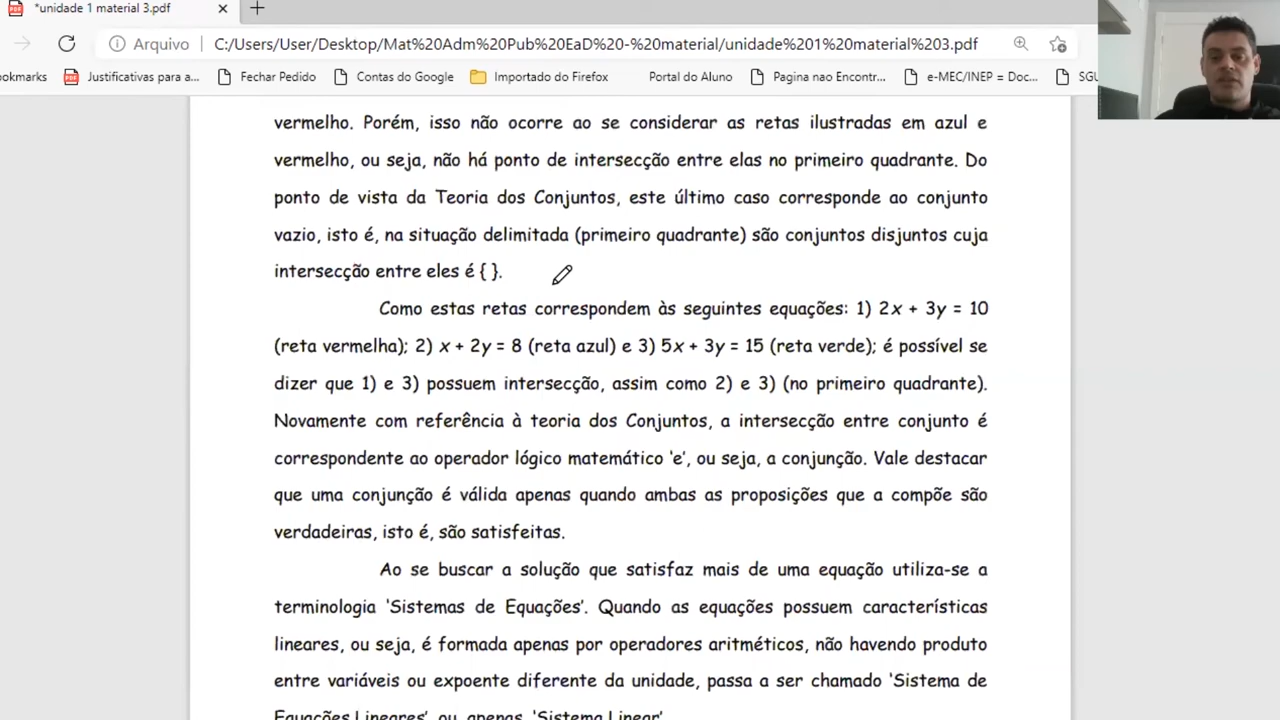 *unidade 1 material 3.pdf
Arquivo C:/Users/User/Desktop/Mat%20Adm%20Pub%20EaD%20-%20material/unidade%201%20material%203.pdf
ookmarks Justificativas para a... Fechar Pedido Contas do Google Importado do Firefox Portal do Aluno Pagina nao Encontr... e-MEC/INEP = Doc... SGU
vermelho. Porém, isso não ocorre ao se considerar as retas ilustradas em azul e
vermelho, ou seja, não há ponto de intersecção entre elas no primeiro quadrante. Do
ponto de vista da Teoria dos Conjuntos, este último caso corresponde ao conjunto
vazio, isto é, na situação delimitada (primeiro quadrante) são conjuntos disjuntos cuja
intersecção entre eles é { }.
Como estas retas correspondem às seguintes equações: 1) 2x + 3y = 10
(reta vermelha); 2) x + 2y = 8 (reta azul) e 3) 5x + 3y = 15 (reta verde); é possível se
dizer que 1) e 3) possuem intersecção, assim como 2) e 3) (no primeiro quadrante).
Novamente com referência à teoria dos Conjuntos, a intersecção entre conjunto é
correspondente ao operador lógico matemático 'e', ou seja, a conjunção. Vale destacar
que uma conjunção é válida apenas quando ambas as proposições que a compõe são
verdadeiras, isto é, são satisfeitas.
Ao se buscar a solução que satisfaz mais de uma equação utiliza-se a
terminologia 'Sistemas de Equações'. Quando as equações possuem características
lineares, ou seja, é formada apenas por operadores aritméticos, não havendo produto
entre variáveis ou expoente diferente da unidade, passa a ser chamado 'Sistema de
Equações Lineares', ou, apenas, 'Sistema Linear'.